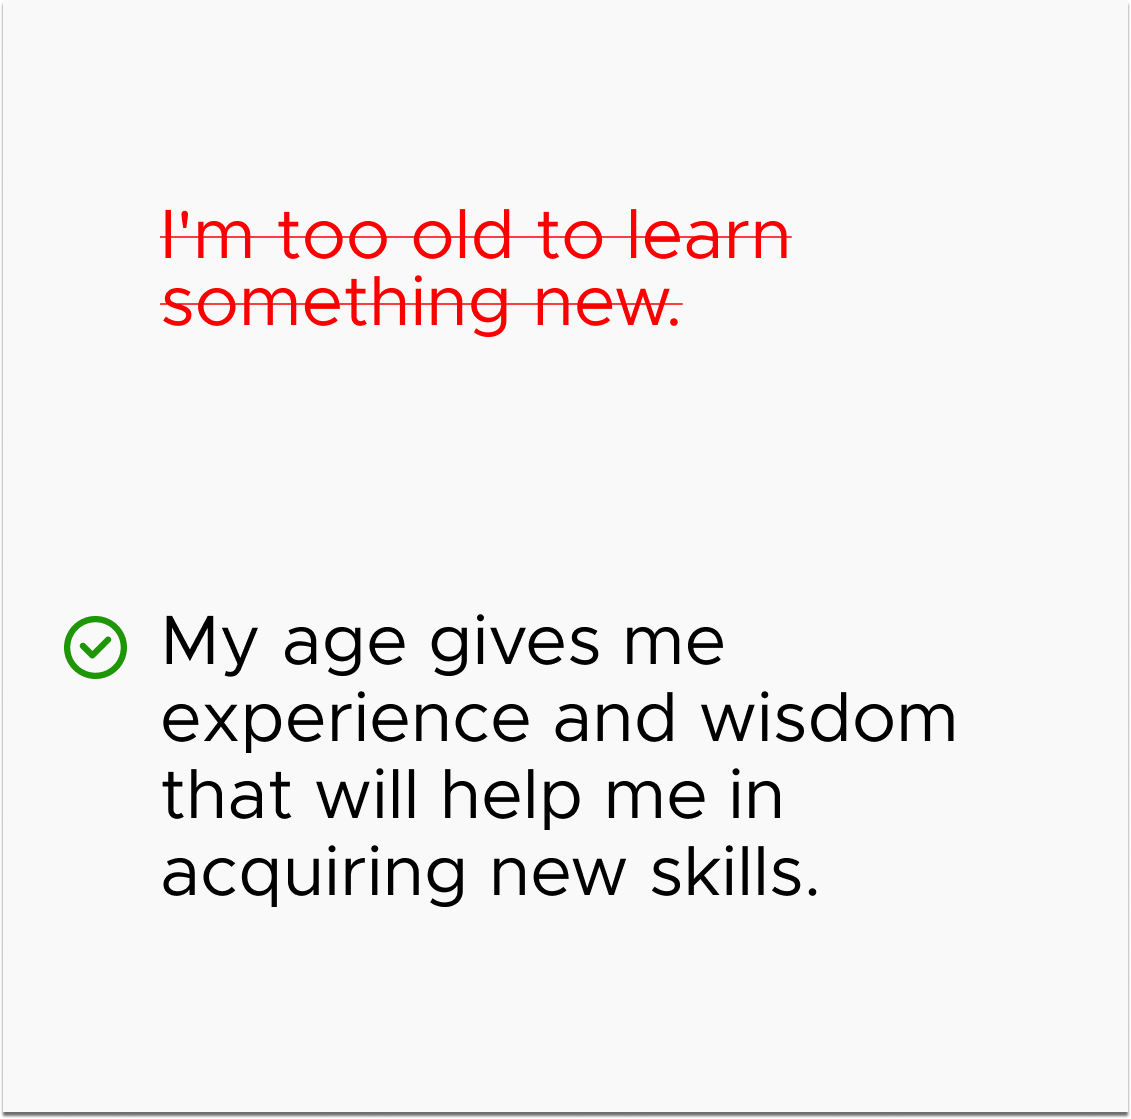 I'm too old to learn
something new.
My age gives me
experience and wisdom
that will help me in
acquiring new skills.